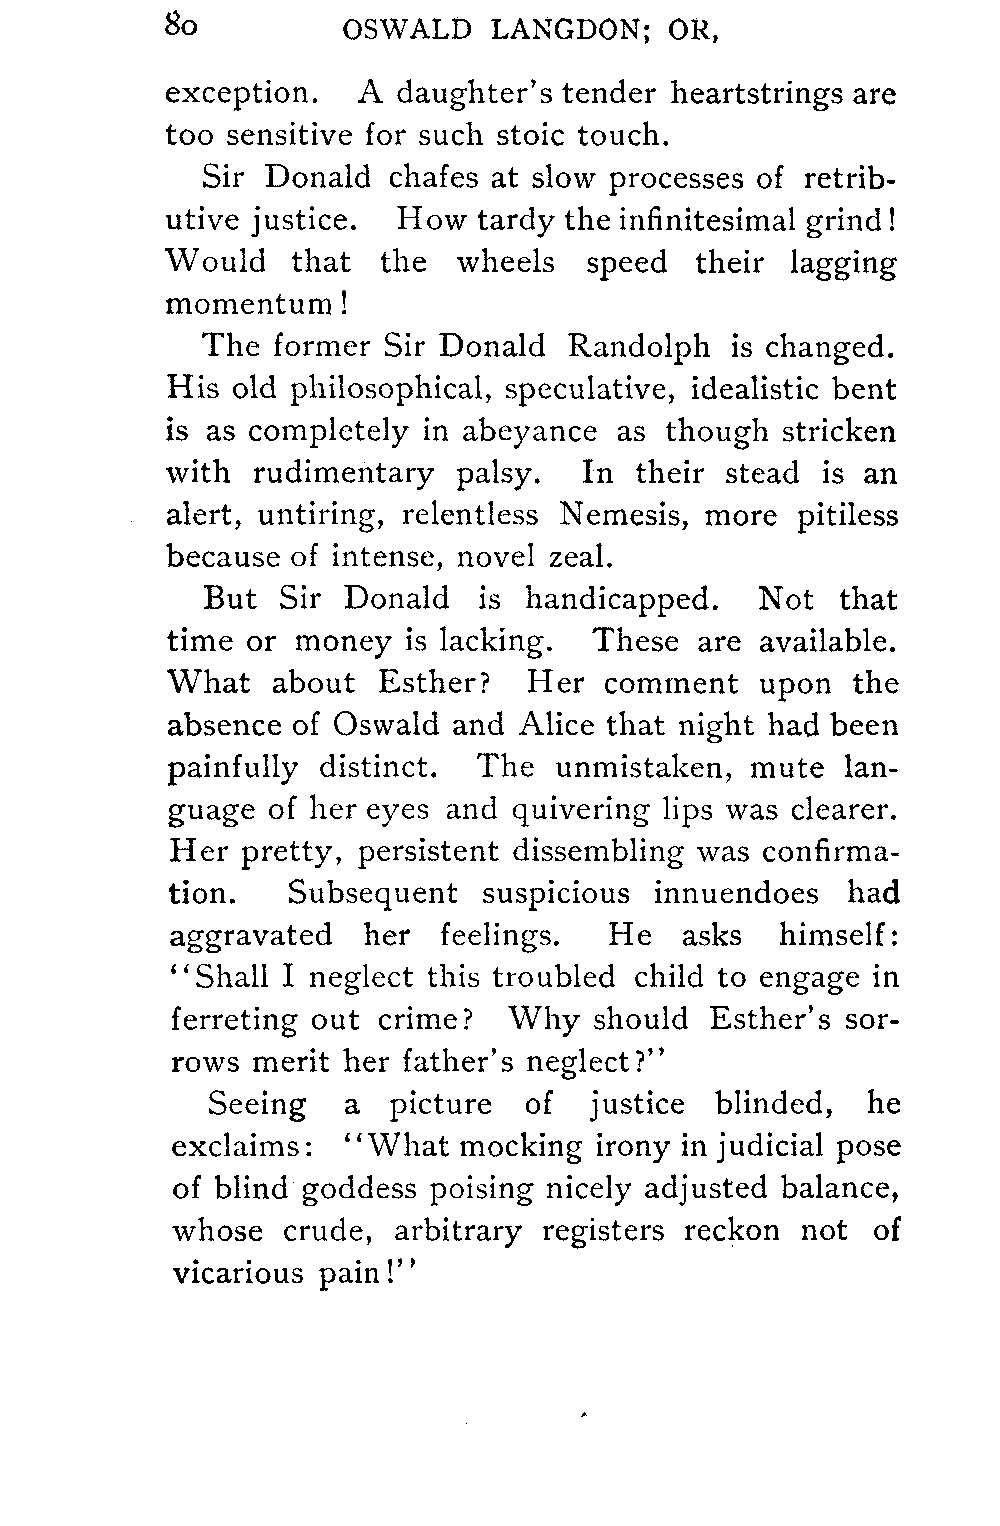 80 OSWALD LANGDON; OR,
exception. A daughter's tender heartstrings are
too sensitive for such stoic touch.
Sir Donald chafes at slow processes of retrib-
utive justice. How tardy the infinitesimal grind!
Would that the wheels speed their lagging
momentum!
The former Sir Donald Randolph is changed.
His old philosophical, speculative, idealistic bent
is as completely in abeyance as though stricken
with rudimentary palsy. In their stead is an
alert, untiring, relentless Nemesis, more pitiless
because of intense, novel zeal.
But Sir Donald is handicapped. Not that
time or money is lacking. These are available.
What about Esther? Her comment upon the
absence of Oswald and Alice that night had been
painfully distinct. The unmistaken, mute lan-
guage of her eyes and quivering lips was clearer.
Her pretty, persistent dissembling was confirma-
tion. Subsequent suspicious innuendoes had
aggravated her feelings. He asks himself:
"Shall I neglect this troubled child to engage in
ferreting out crime? Why should Esther's sor-
rows merit her father's neglect?"
Seeing a picture of justice blinded, he
exclaims: "What mocking irony in judicial pose
of blind goddess poising nicely adjusted balance,
whose crude, arbitrary registers reckon not of
vicarious pain!"